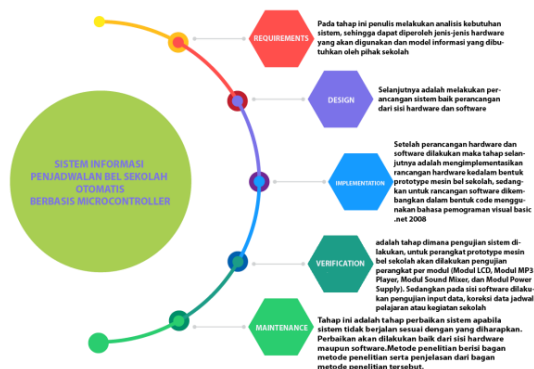 Pada tahap ini penulis melakukan analisis kebutuhan
sistem, sehingga dapat diperoleh jenis-jenis hardware
yang akan digunakan dan model informasi yang dibu-
tuhkan oleh pihak sekolah
REQUIREMENTS
Selanjutnya adalah melakukan per-
ancangan sistem baik perancangan
dari sisi hardware dan software
DESIGN
SISTEM INFORMASI
PENJADWALAN BEL SEKOLAH
OTOMATIS
BERBASIS MICROCONTROLLER
Setelah perancangan hardware dan
software dilakukan maka tahap selan-
jutnya adalah mengimplementasikan
rancangan hardware kedalam bentuk
prototype mesin bel sekolah, sedang-
kan untuk rancangan software dikem-
bangkan dalam bentuk code menggu-
nakan bahasa pemograman visual basic
.net 2008
IMPLEMENTATION
adalah tahap dimana pengujian sistem di-
lakukan, untuk perangkat prototype mesin
bel sekolah akan dilakukan pengujian
perangkat per modul (Modul LCD, Modul MP3
Player, Modul Sound Mixer, dan Modul Power
Supply). Sedangkan pada sisi software dilaku-
kan pengujian input data, koreksi data jadwal
pelajaran atau kegiatan sekolah
VERIFICATION
Tahap ini adalah tahap perbaikan sistem apabila
sistem tidak berjalan sesuai dengan yang diharapkan.
Perbaikan akan dilakukan baik dari sisi hardware
maupun software.Metode penelitian berisi bagan
metode penelitian serta penjelasan dari bagan
metode penelitian tersebut.
MAINTENANCE